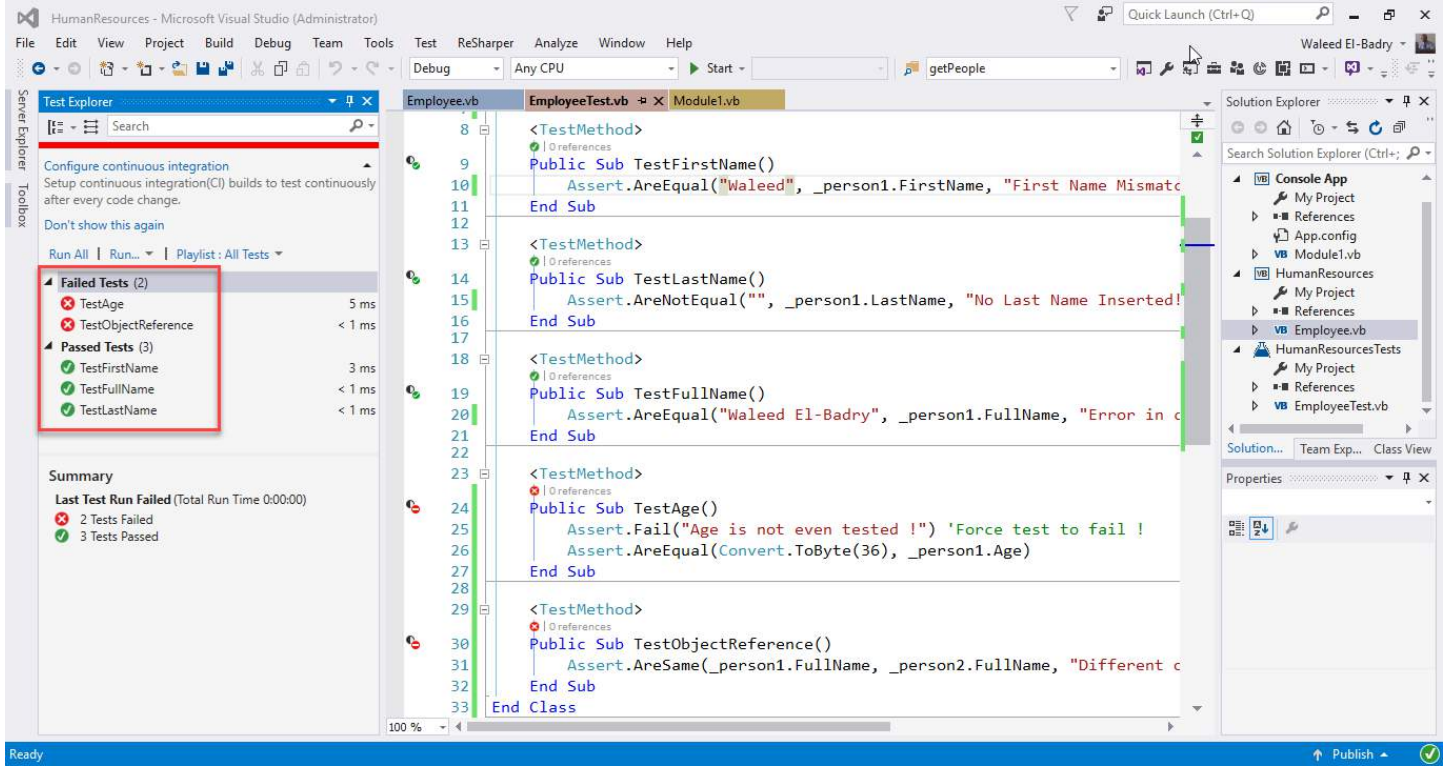 HumanResources - Microsoft Visual Studio (Administrator)
Quick Launch (Ctrl+Q)
File Edit View Project Build Debug Team Tools Test ReSharper Analyze Window Help
Waleed El-Badry
Debug Any CPU Start getPeople
Server Explorer
Toolbox
Test Explorer
Search
Configure continuous integration
Setup continuous integration(CI) builds to test continuously
after every code change.
Don't show this again
Run All | Run... | Playlist : All Tests
Failed Tests (2)
TestAge 5 ms
TestObjectReference < 1 ms
Passed Tests (3)
TestFirstName 3 ms
TestFullName < 1 ms
TestLastName < 1 ms
Summary
Last Test Run Failed (Total Run Time 0:00:00)
2 Tests Failed
3 Tests Passed
Employee.vb EmployeeTest.vb Module1.vb
8 <TestMethod>
0 references
9 Public Sub TestFirstName()
10 Assert.AreEqual("Waleed", _person1.FirstName, "First Name Mismatc
11 End Sub
12
13 <TestMethod>
0 references
14 Public Sub TestLastName()
15 Assert.AreNotEqual("", _person1.LastName, "No Last Name Inserted!
16 End Sub
17
18 <TestMethod>
0 references
19 Public Sub TestFullName()
20 Assert.AreEqual("Waleed El-Badry", _person1.FullName, "Error in c
21 End Sub
22
23 <TestMethod>
0 references
24 Public Sub TestAge()
25 Assert.Fail("Age is not even tested !") 'Force test to fail !
26 Assert.AreEqual(Convert.ToByte(36), _person1.Age)
27 End Sub
28
29 <TestMethod>
0 references
30 Public Sub TestObjectReference()
31 Assert.AreSame(_person1.FullName, _person2.FullName, "Different c
32 End Sub
33 End Class
100 %
Solution Explorer
Search Solution Explorer (Ctrl+;
VB Console App
My Project
References
App.config
VB Module1.vb
VB HumanResources
My Project
References
VB Employee.vb
HumanResourcesTests
My Project
References
VB EmployeeTest.vb
Solution... Team Exp... Class View
Properties
Ready
Publish